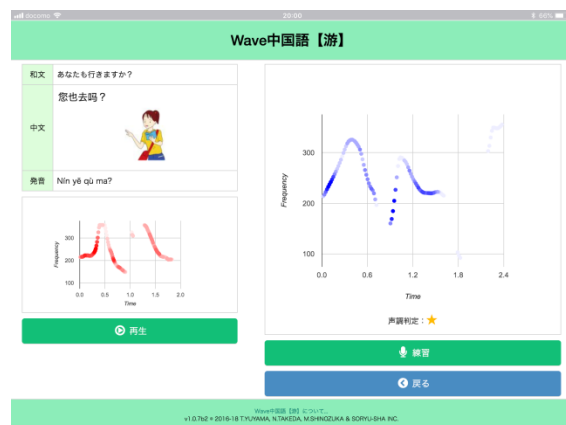 docomo 20:00 66%
Wave中国語【游】
和文 あなたも行きますか？
中文 您也去吗？
発音 Nín yě qù ma?
Frequency
300
200
100
0.0 0.5 1.0 1.5 2.0
Time
再生
Frequency
300
200
100
0.0 0.6 1.2 1.8 2.4
Time
声調判定：
練習
戻る
Wave中国語【游】について...
v1.0.7b2 © 2016-18 T.YUYAMA, N.TAKEDA, M.SHINOZUKA & SORYU-SHA INC.